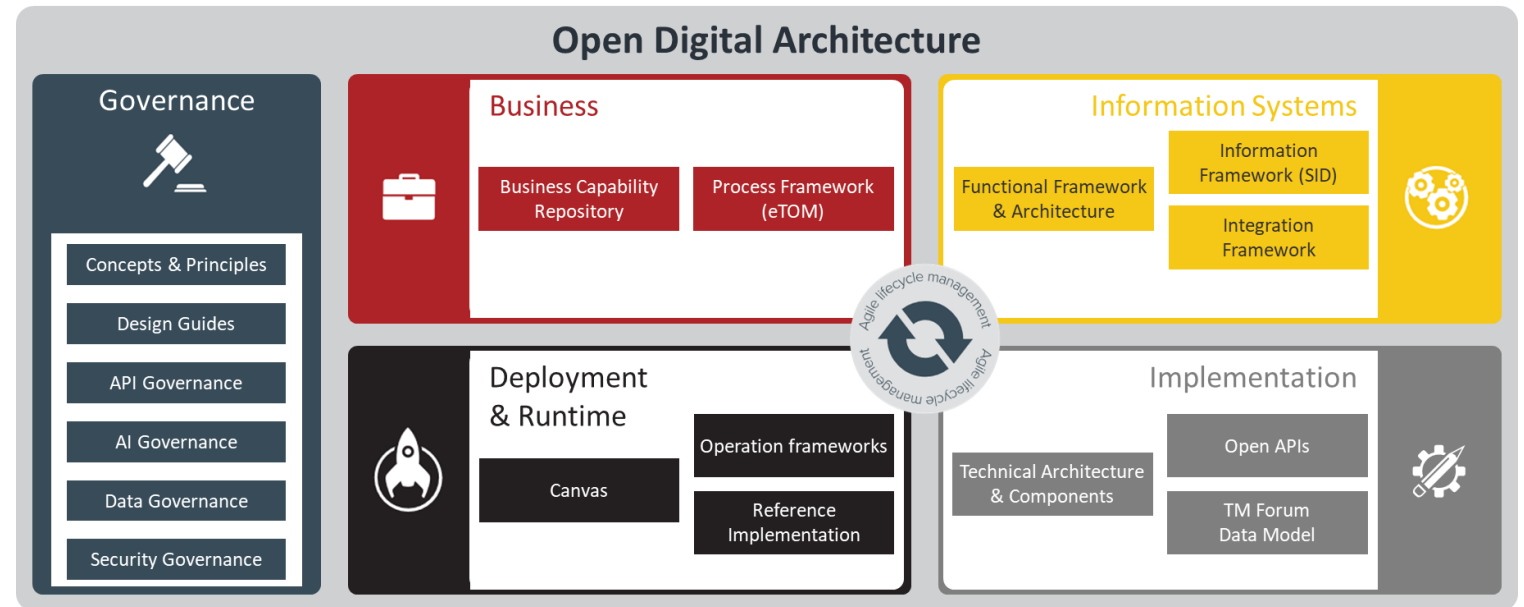 Open Digital Architecture
Governance
Concepts & Principles
Design Guides
API Governance
AI Governance
Data Governance
Security Governance
Business
Business Capability
Repository
Process Framework
(eTOM)
Information Systems
Functional Framework
& Architecture
Information
Framework (SID)
Integration
Framework
Agile lifecycle management
Agile lifecycle management
Deployment
& Runtime
Canvas
Operation frameworks
Reference
Implementation
Implementation
Technical Architecture
& Components
Open APIs
TM Forum
Data Model